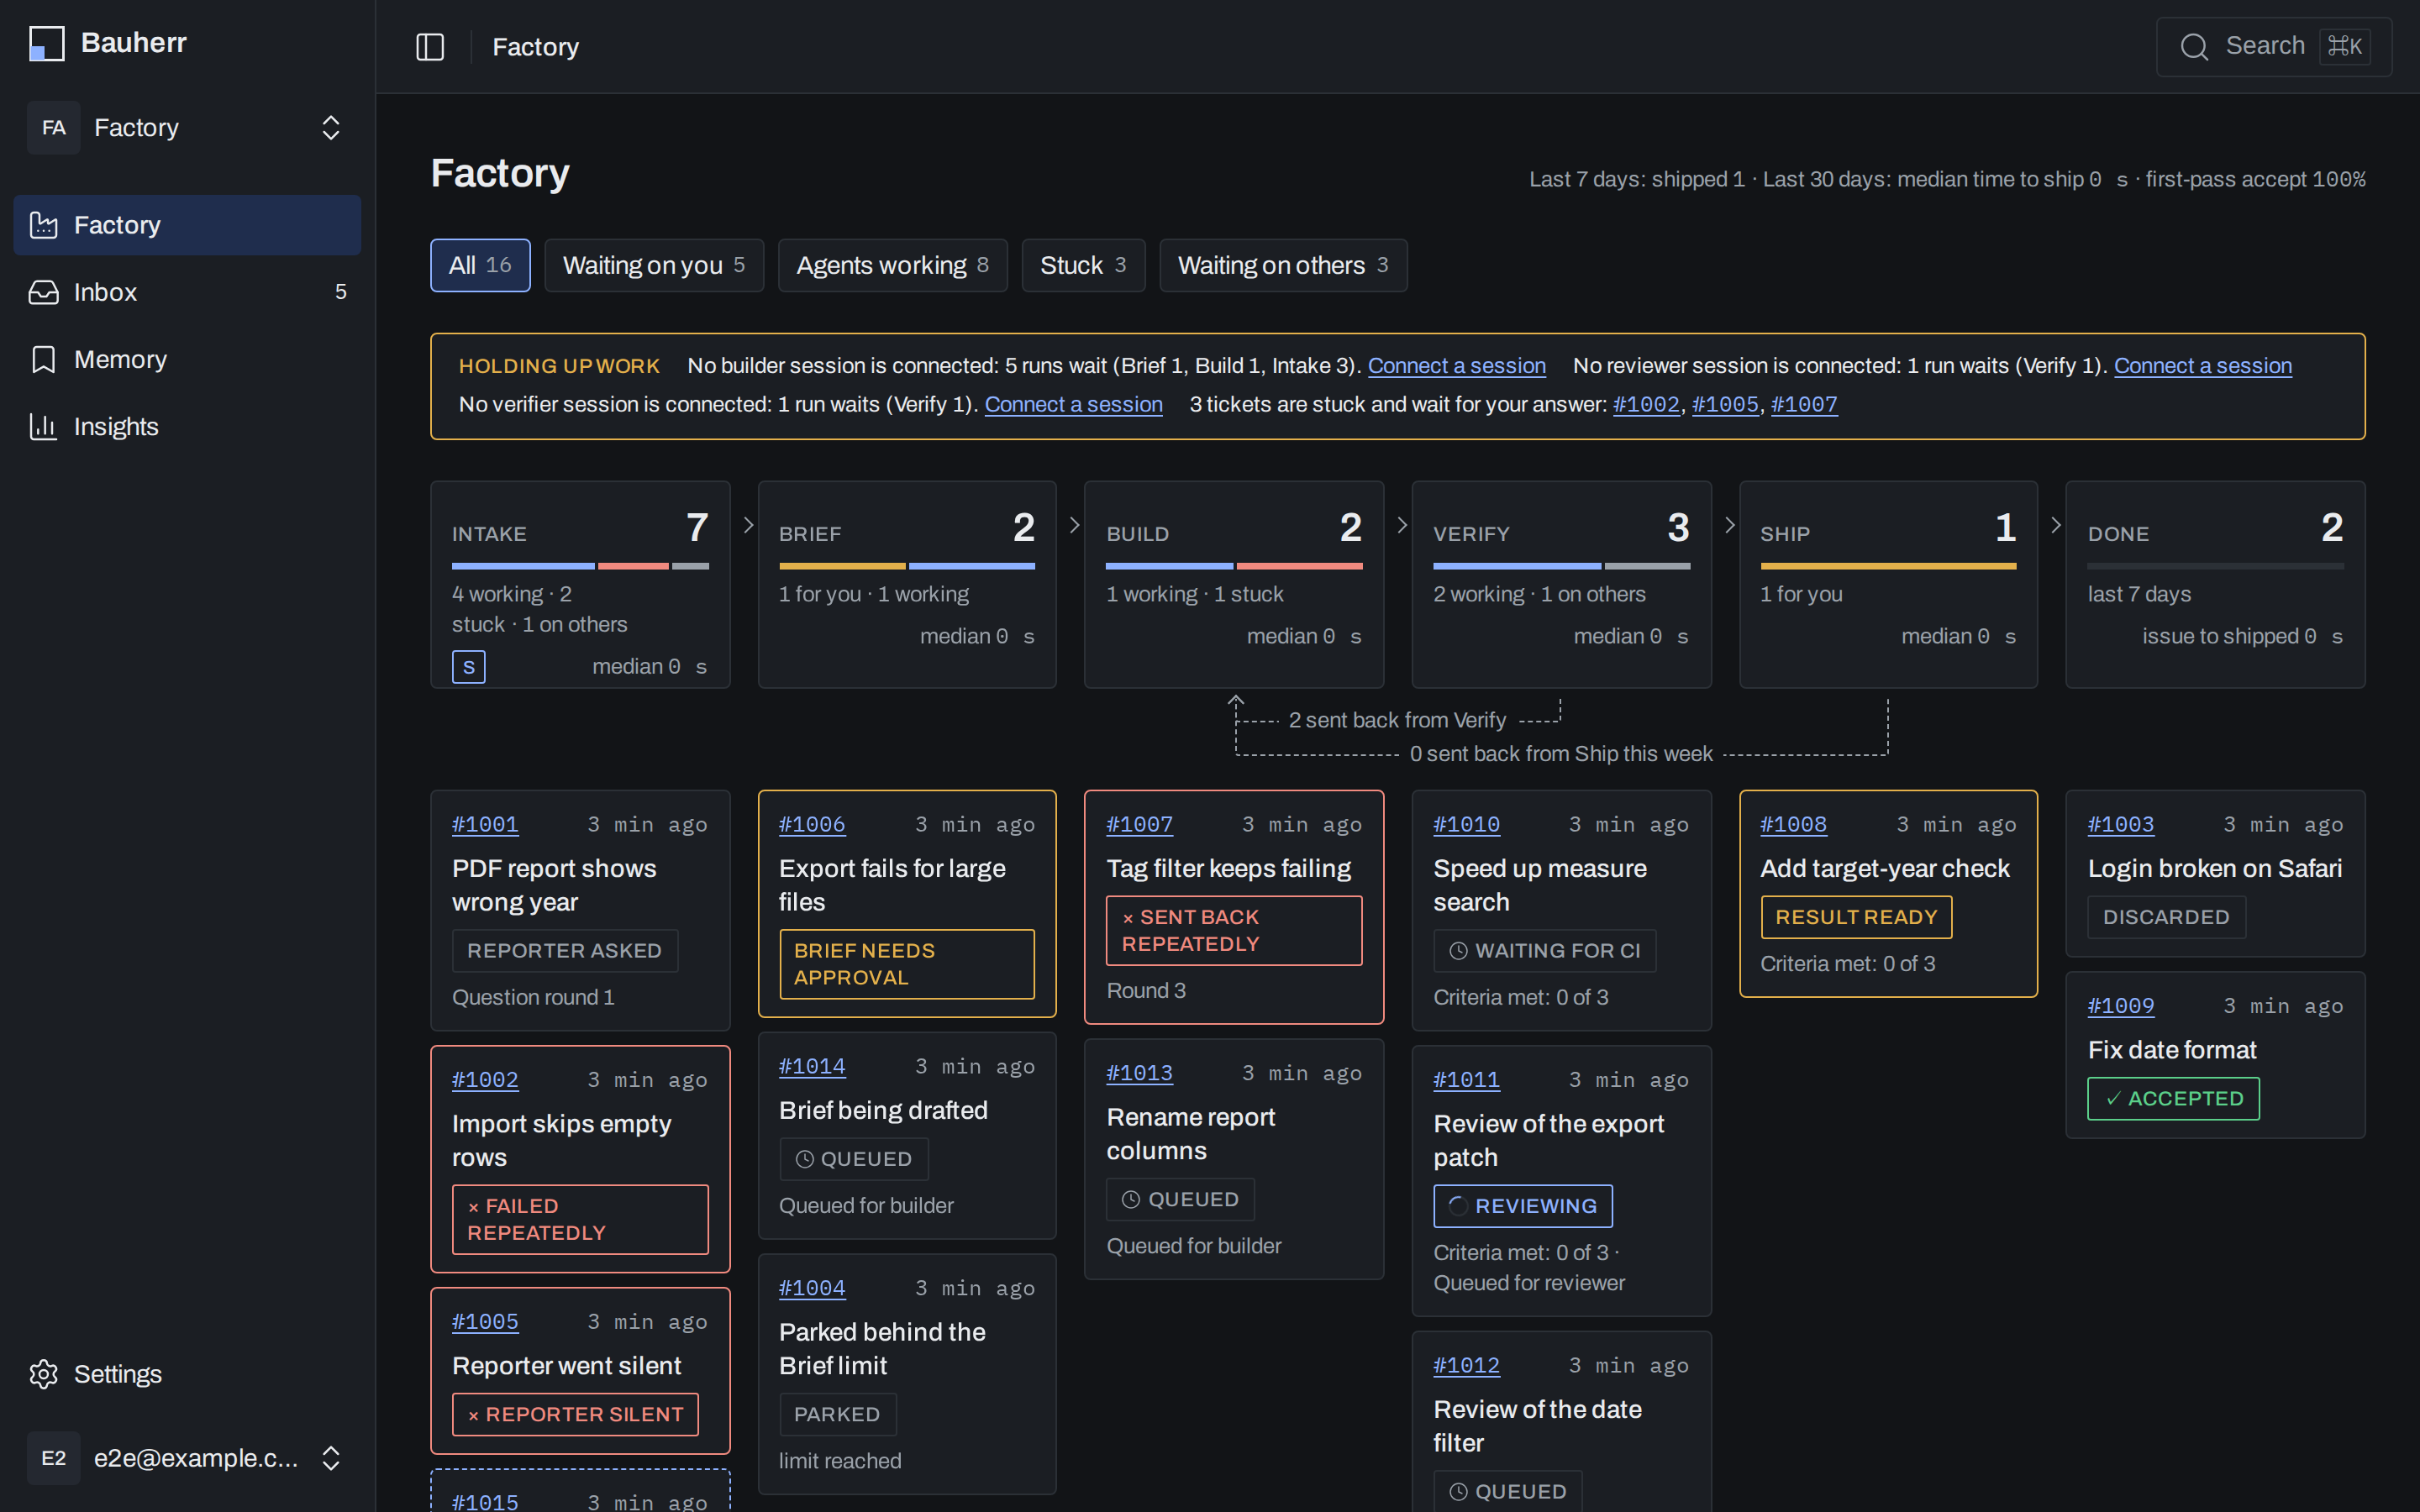 Bauherr
FA Factory
Factory
Inbox 5
Memory
Insights
Settings
E2 e2e@example.c...
Factory
Search ⌘K
Factory
Last 7 days: shipped 1 · Last 30 days: median time to ship 0 s · first-pass accept 100%
All 16 Waiting on you 5 Agents working 8 Stuck 3 Waiting on others 3
HOLDING UP WORK No builder session is connected: 5 runs wait (Brief 1, Build 1, Intake 3). Connect a session No reviewer session is connected: 1 run waits (Verify 1). Connect a session
No verifier session is connected: 1 run waits (Verify 1). Connect a session 3 tickets are stuck and wait for your answer: #1002, #1005, #1007
INTAKE 7
4 working · 2
stuck · 1 on others
S median 0 s
BRIEF 2
1 for you · 1 working
median 0 s
BUILD 2
1 working · 1 stuck
median 0 s
VERIFY 3
2 working · 1 on others
median 0 s
SHIP 1
1 for you
median 0 s
DONE 2
last 7 days
issue to shipped 0 s
2 sent back from Verify
0 sent back from Ship this week
#1001 3 min ago
PDF report shows
wrong year
REPORTER ASKED
Question round 1
#1002 3 min ago
Import skips empty
rows
× FAILED
REPEATEDLY
#1005 3 min ago
Reporter went silent
× REPORTER SILENT
#1015 3 min ago
#1006 3 min ago
Export fails for large
files
BRIEF NEEDS
APPROVAL
#1014 3 min ago
Brief being drafted
QUEUED
Queued for builder
#1004 3 min ago
Parked behind the
Brief limit
PARKED
limit reached
#1007 3 min ago
Tag filter keeps failing
× SENT BACK
REPEATEDLY
Round 3
#1013 3 min ago
Rename report
columns
QUEUED
Queued for builder
#1010 3 min ago
Speed up measure
search
WAITING FOR CI
Criteria met: 0 of 3
#1011 3 min ago
Review of the export
patch
REVIEWING
Criteria met: 0 of 3 ·
Queued for reviewer
#1012 3 min ago
Review of the date
filter
QUEUED
#1008 3 min ago
Add target-year check
RESULT READY
Criteria met: 0 of 3
#1003 3 min ago
Login broken on Safari
DISCARDED
#1009 3 min ago
Fix date format
✓ ACCEPTED